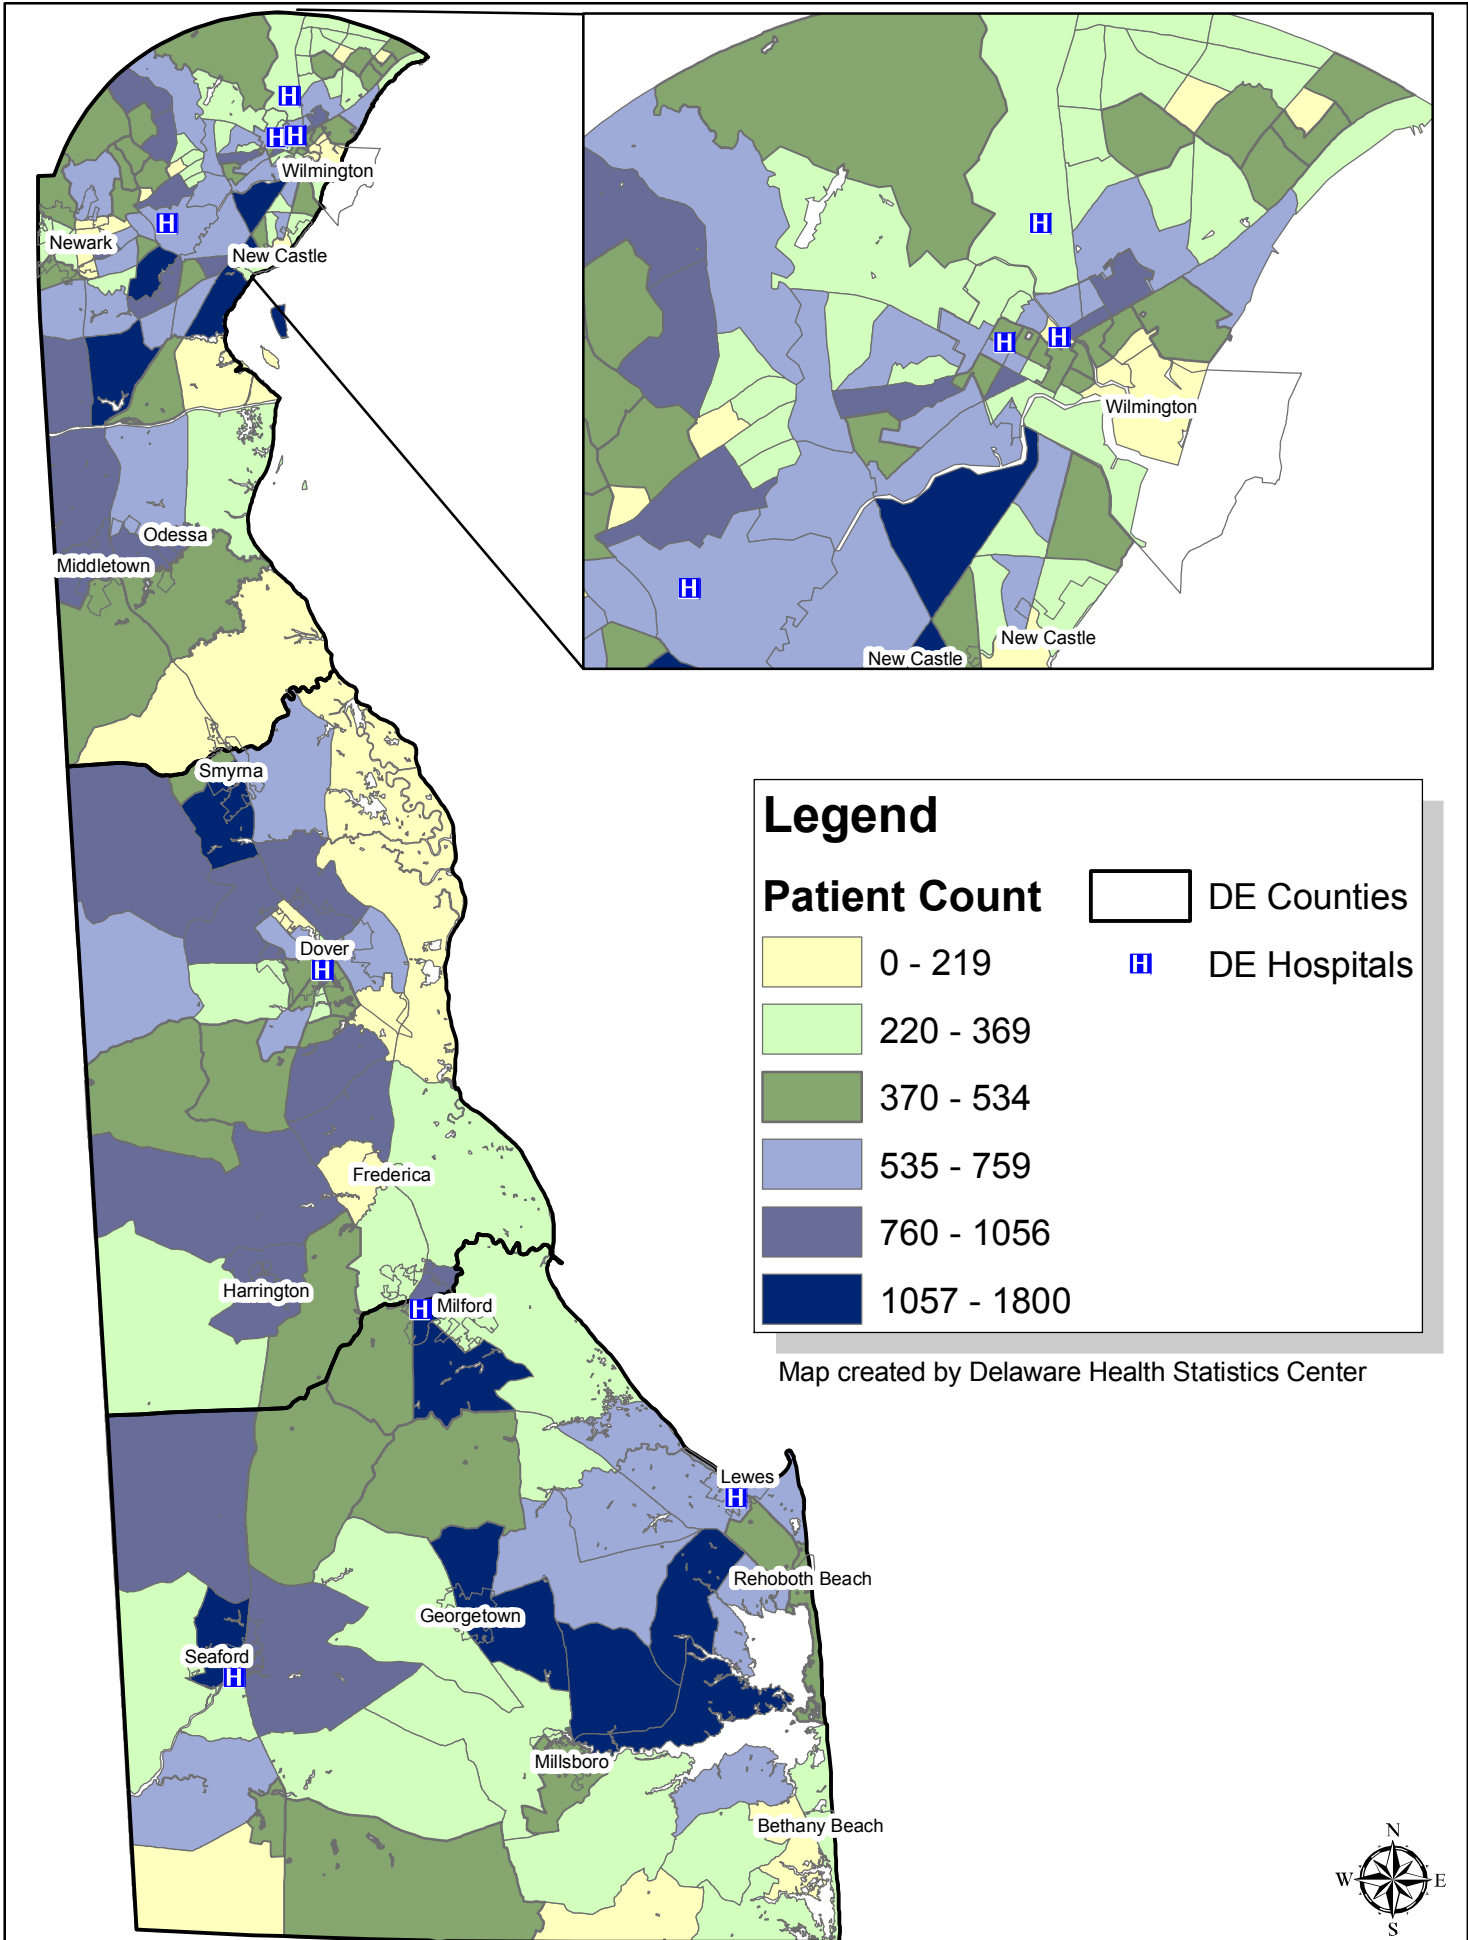 H
H H
Wilmington
H
Newark
New Castle
Odessa
Middletown
Smyrna
Dover
H
Frederica
Harrington
H Milford
Lewes
H
Rehoboth Beach
Georgetown
Seaford
H
Millsboro
Bethany Beach
H
H
H
Wilmington
H
New Castle
New Castle
Legend
Patient Count
DE Counties
0 - 219
H DE Hospitals
220 - 369
370 - 534
535 - 759
760 - 1056
1057 - 1800
Map created by Delaware Health Statistics Center
N
W E
S